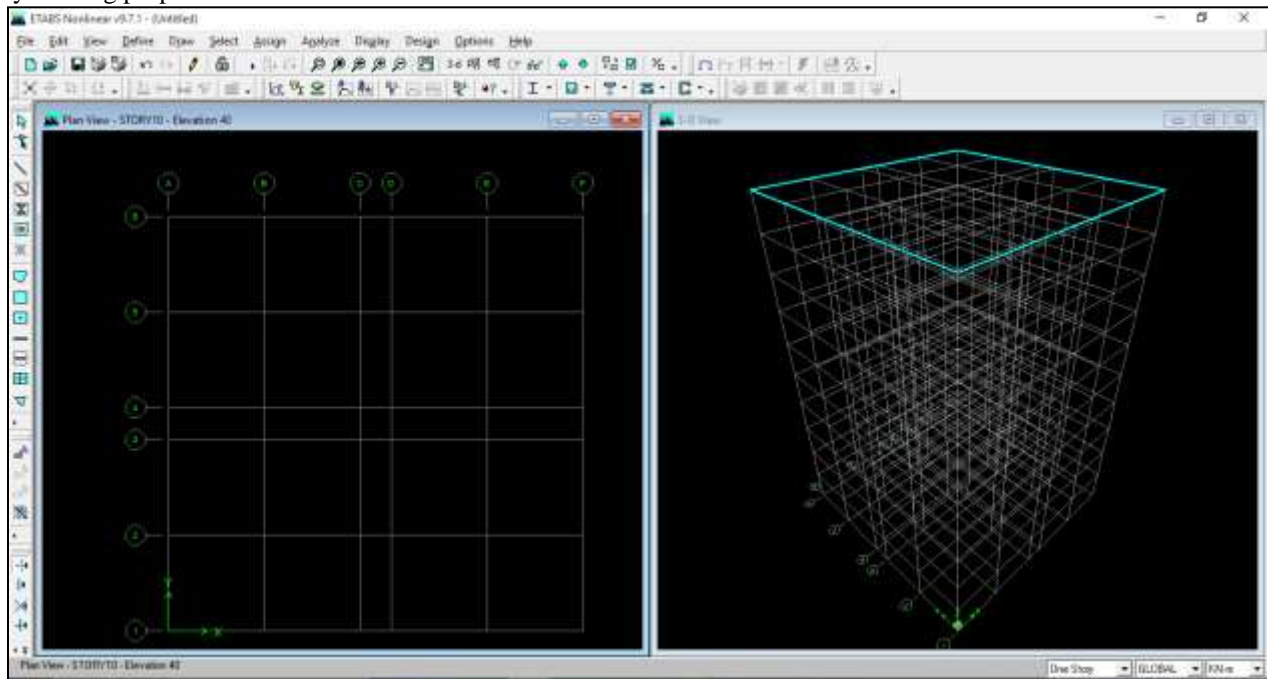 ETABS Nonlinear v9.7.1 - (Untitled)
File Edit View Define Draw Select Assign Analyze Display Design Options Help
Plan View - STORY10 - Elevation 40
3-D View
A B C D E F
6
5
4
3
2
1
Y
X
Plan View - STORY10 - Elevation 40
One Story GLOBAL KN-m